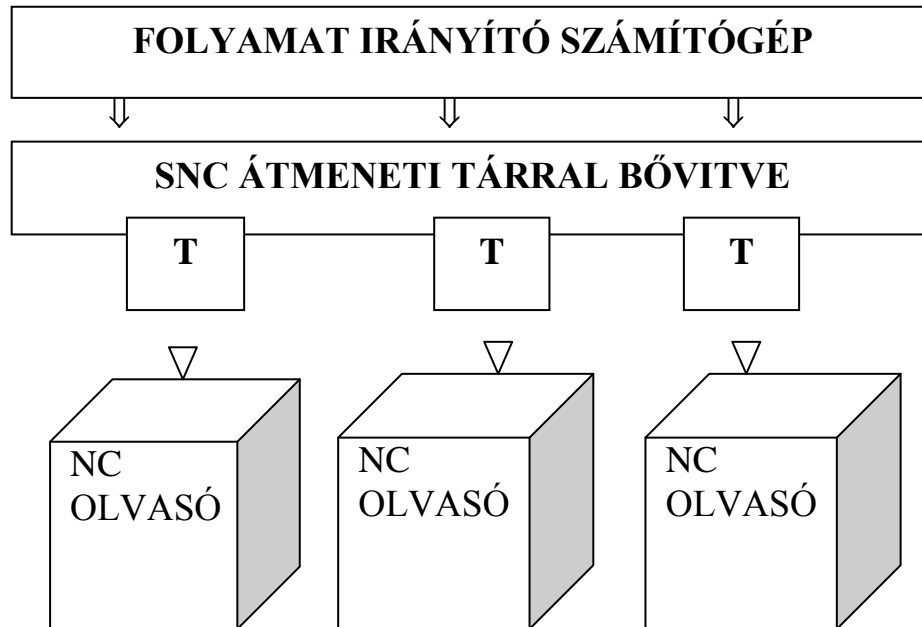 FOLYAMAT IRÁNYÍTÓ SZÁMÍTÓGÉP
SNC ÁTMENETI TÁRRAL BŐVITVE
T T T
NC NC NC
OLVASÓ OLVASÓ OLVASÓ